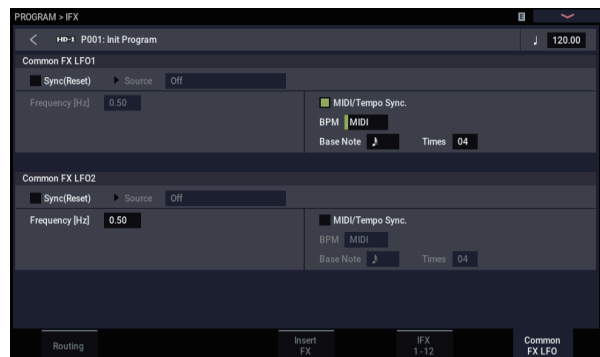 PROGRAM > IFX
E
HD-1 P001: Init Program
♩ 120.00
Common FX LFO1
Sync(Reset) Source Off
Frequency [Hz] 0.50
MIDI/Tempo Sync.
BPM MIDI
Base Note Times 04
Common FX LFO2
Sync(Reset) Source Off
Frequency [Hz] 0.50
MIDI/Tempo Sync.
BPM MIDI
Base Note Times 04
Routing
Insert
FX
IFX
1 -12
Common
FX LFO